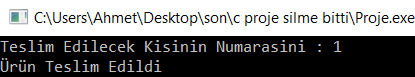 C:\Users\Ahmet\Desktop\son\c proje silme bitti\Proje.exe
Teslim Edilecek Kisinin Numarasini : 1
Ürün Teslim Edildi